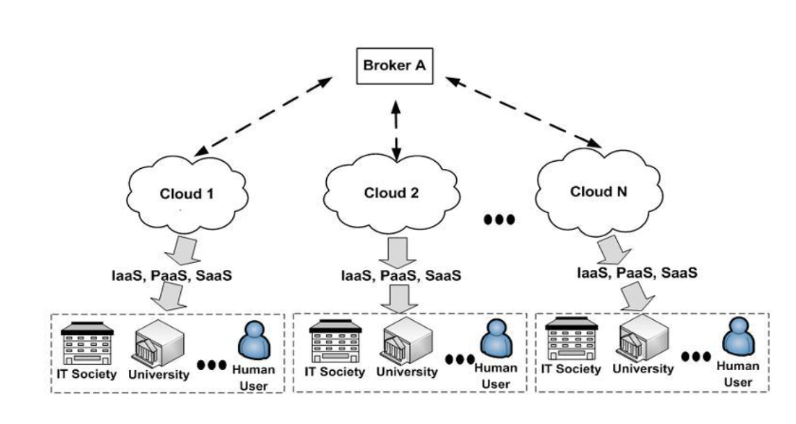 Broker A
Cloud 1
Cloud 2
Cloud N
IaaS, PaaS, SaaS
IaaS, PaaS, SaaS
IaaS, PaaS, SaaS
IT Society
University
Human
User
IT Society
University
Human
User
IT Society
University
Human
User